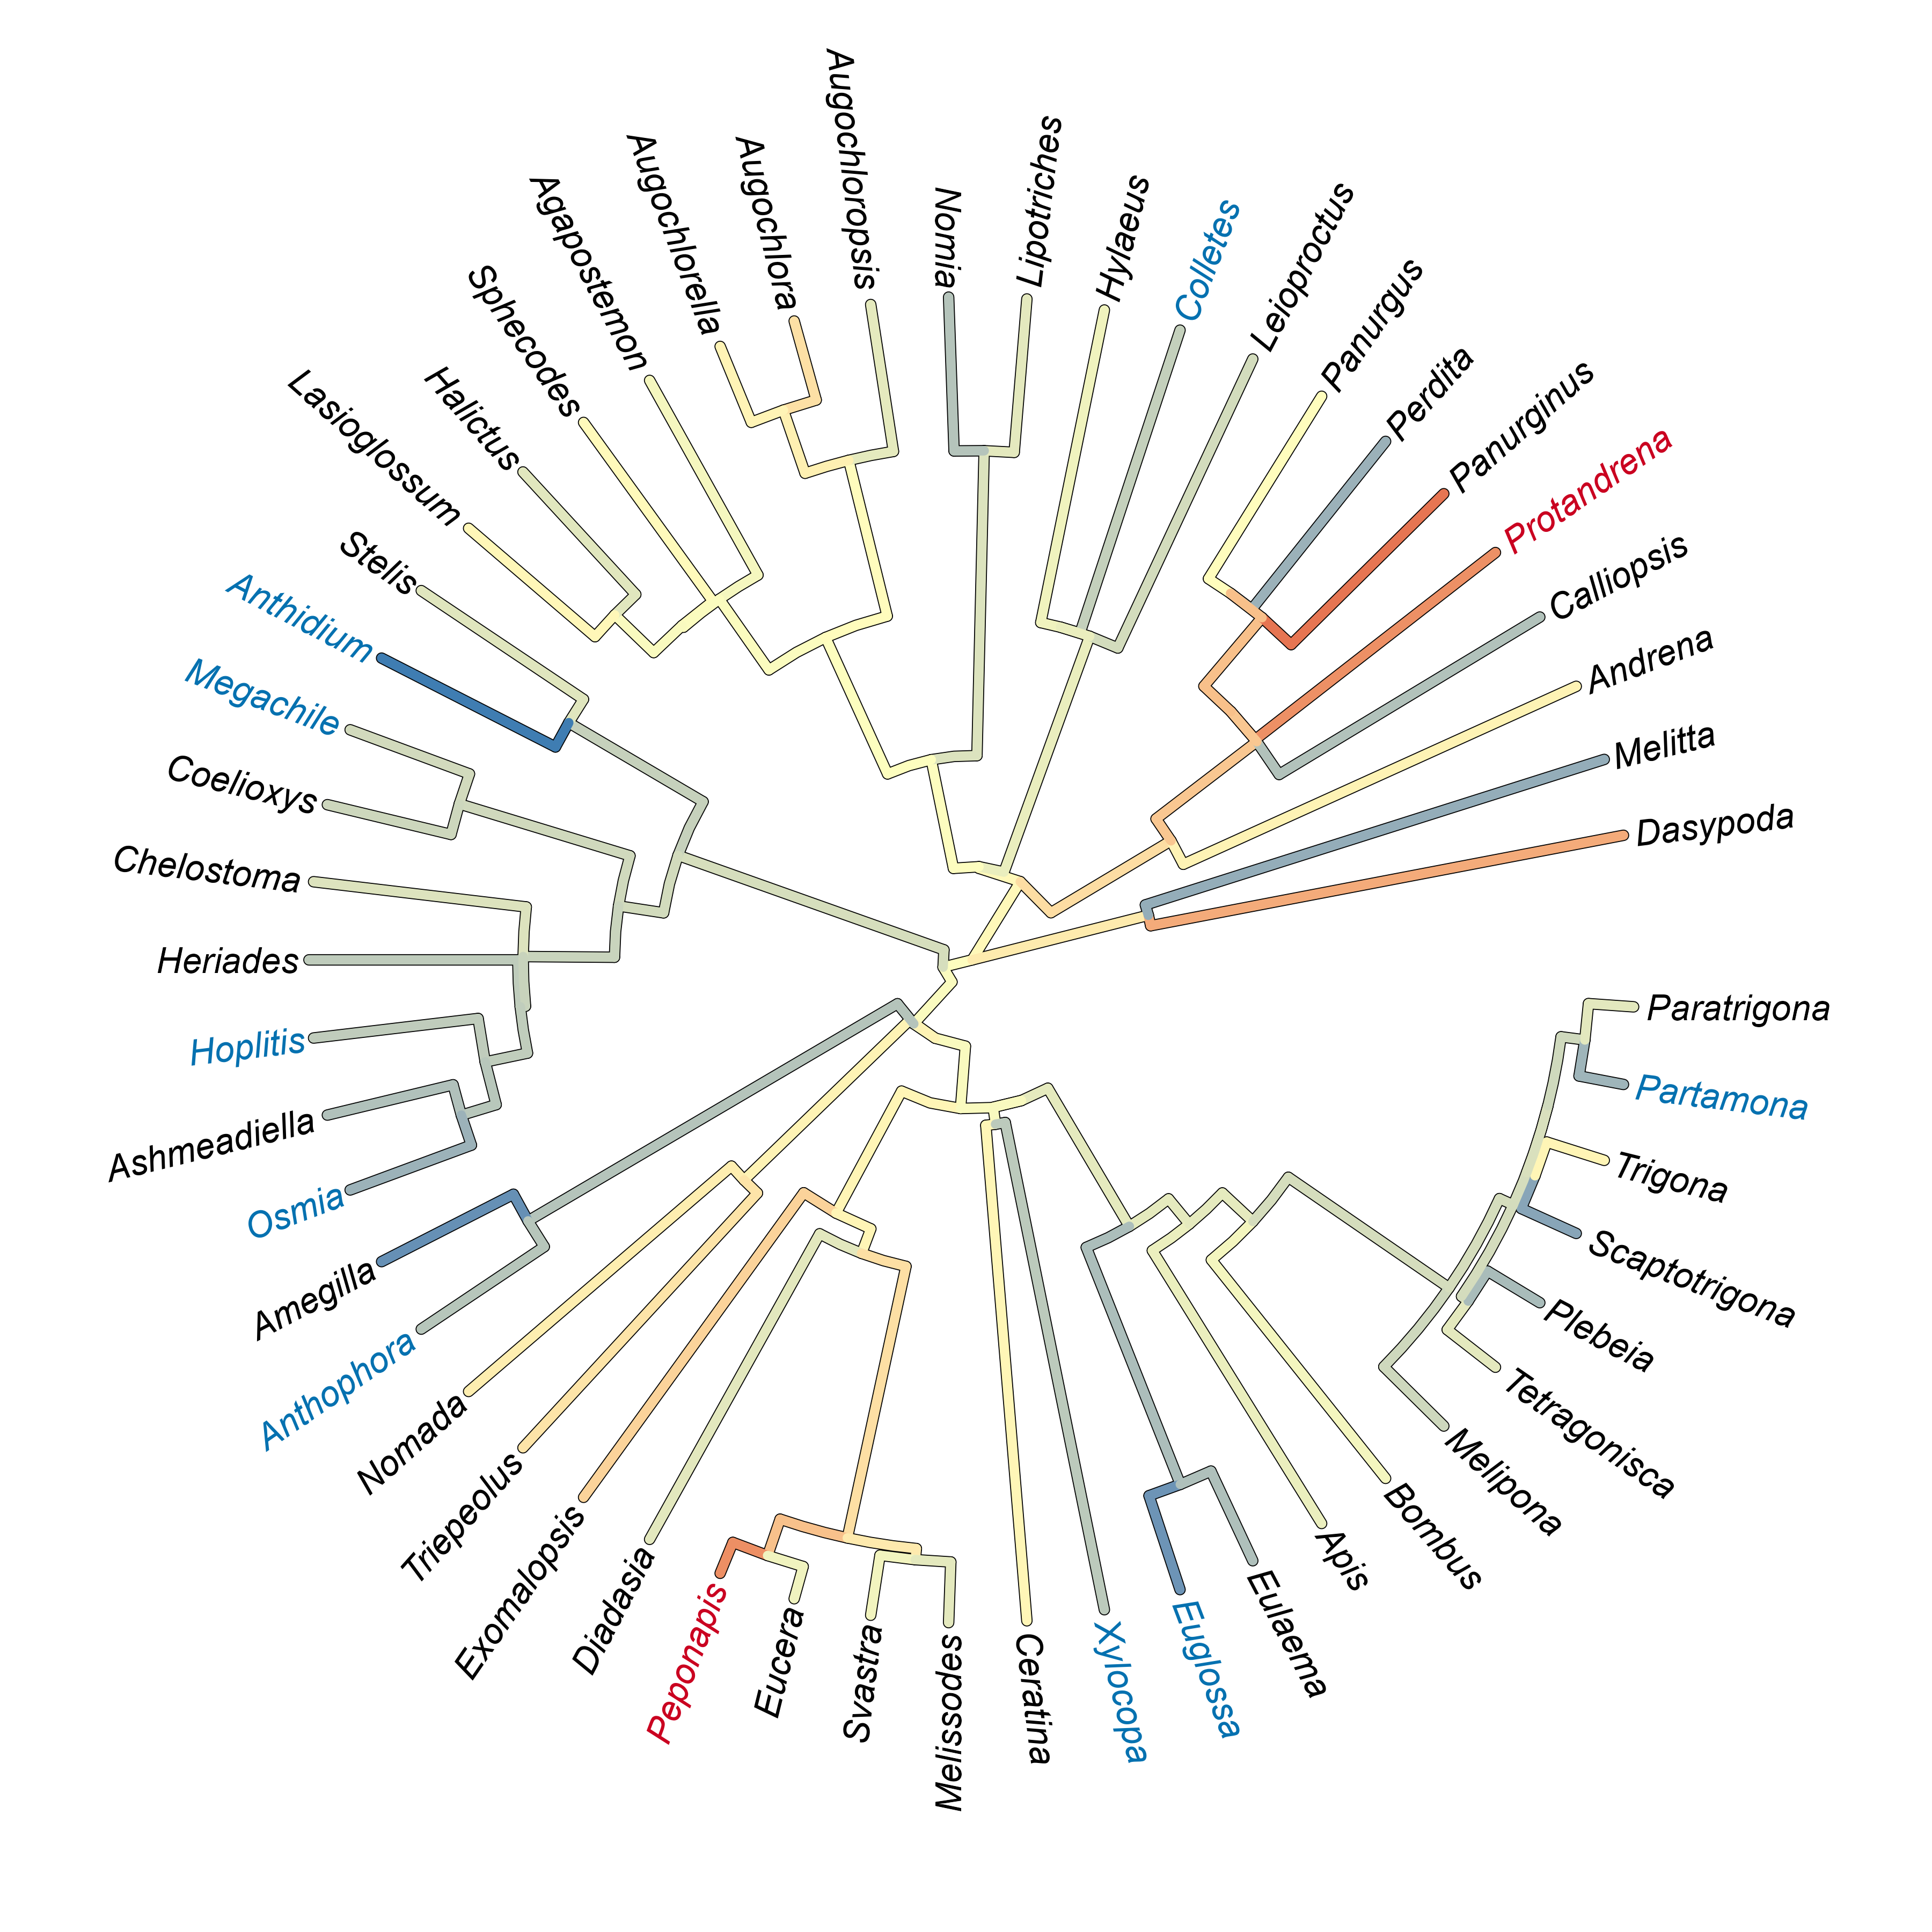 Augochloropsis
Nomia
Lipotriches
Hylaeus
Colletes
Leioproctus
Panurgus
Perdita
Panurginus
Protandrena
Calliopsis
Andrena
Melitta
Dasypoda
Paratrigona
Partamona
Trigona
Scaptotrigona
Plebeia
Tetragonisca
Melipona
Bombus
Apis
Eulaema
Euglossa
Xylocopa
Ceratina
Melissodes
Svastra
Eucera
Peponapis
Diadasia
Exomalopsis
Triepeolus
Nomada
Anthophora
Amegilla
Osmia
Ashmeadiella
Hoplitis
Heriades
Chelostoma
Coelioxys
Megachile
Anthidium
Stelis
Lasioglossum
Halictus
Sphecodes
Agapostemon
Augochlorella
Augochlora